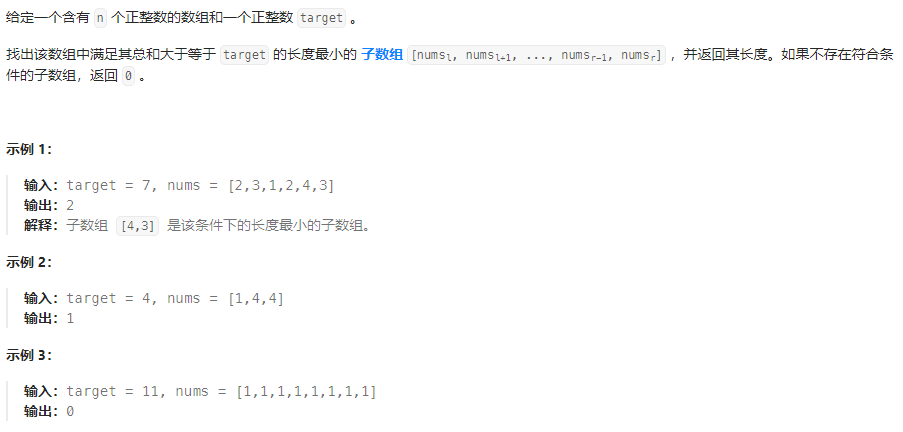 给定一个含有 n 个正整数的数组和一个正整数 target 。
找出该数组中满足其总和大于等于 target 的长度最小的 子数组 [numsl, numsl+1, ..., numsr-1, numsr] ，并返回其长度。如果不存在符合条
件的子数组，返回 0 。
示例 1：
输入：target = 7, nums = [2,3,1,2,4,3]
输出：2
解释：子数组 [4,3] 是该条件下的长度最小的子数组。
示例 2：
输入：target = 4, nums = [1,4,4]
输出：1
示例 3：
输入：target = 11, nums = [1,1,1,1,1,1,1,1]
输出：0